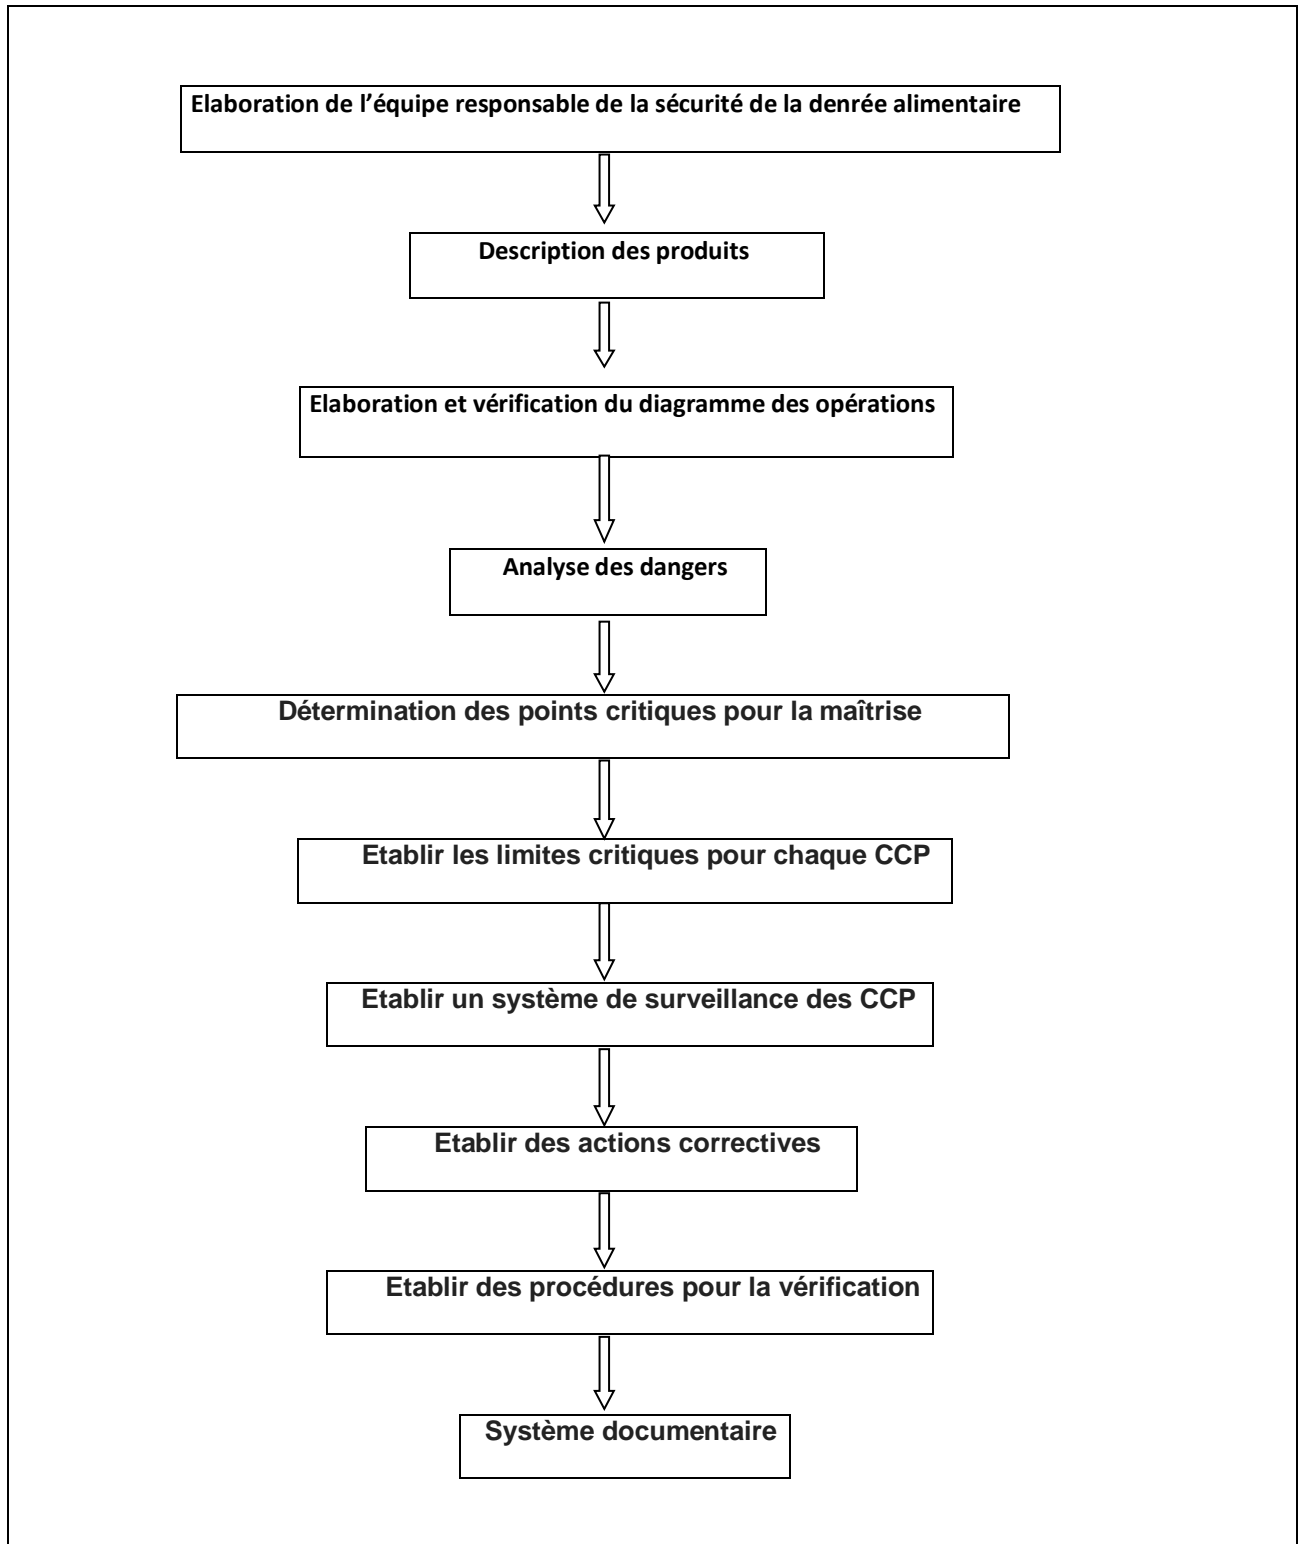 Elaboration de l’équipe responsable de la sécurité de la denrée alimentaire
Description des produits
Elaboration et vérification du diagramme des opérations
Analyse des dangers
Détermination des points critiques pour la maîtrise
Etablir les limites critiques pour chaque CCP
Etablir un système de surveillance des CCP
Etablir des actions correctives
Etablir des procédures pour la vérification
Système documentaire